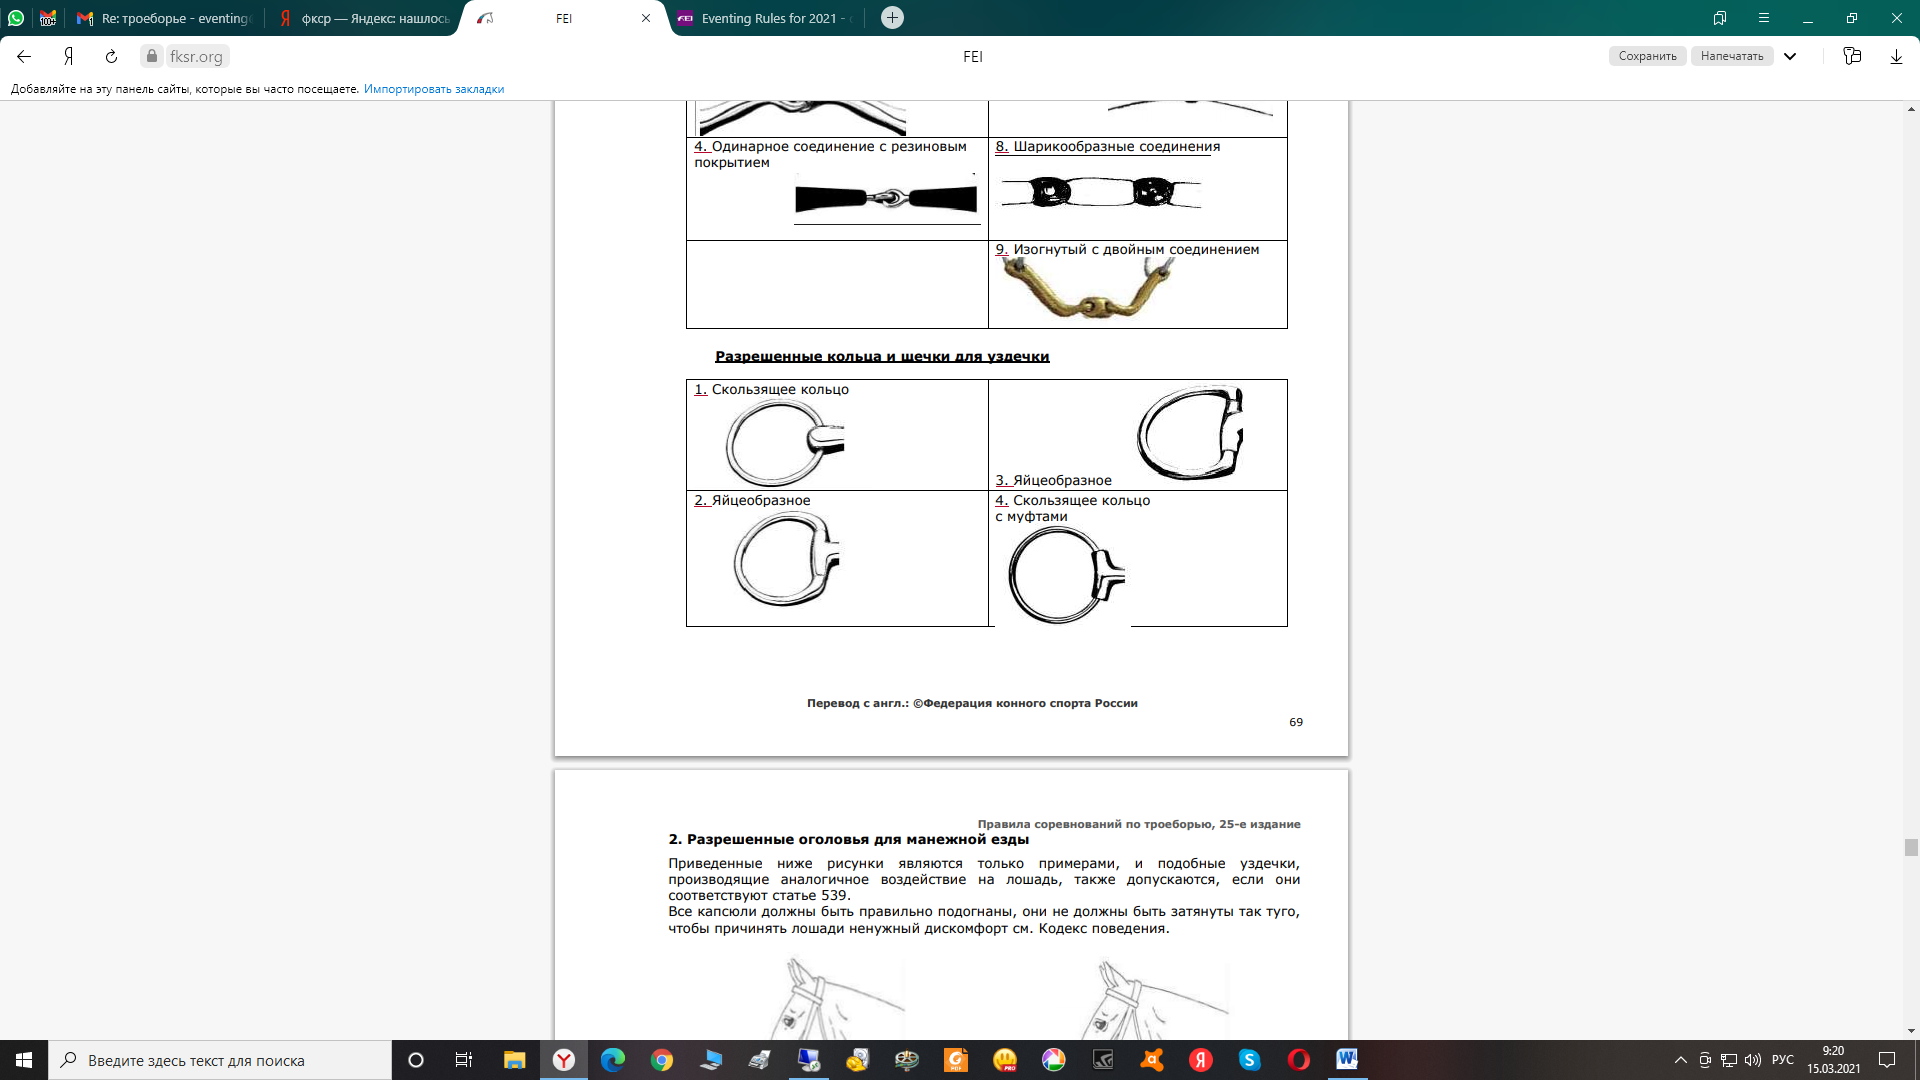 100+
Re: троеборье - eventing
фкср — Яндекс: нашлось
FEI
FEI
Eventing Rules for 2021 -
Я
fksr.org
FEI
Сохранить
Напечатать
Добавляйте на эту панель сайты, которые вы часто посещаете. Импортировать закладки
4. Одинарное соединение с резиновым
покрытием
8. Шарикообразные соединения
9. Изогнутый с двойным соединением
Разрешенные кольца и щечки для уздечки
1. Скользящее кольцо
3. Яйцеобразное
2. Яйцеобразное
4. Скользящее кольцо
с муфтами
Перевод с англ.: ©Федерация конного спорта России
69
Правила соревнований по троеборью, 25-е издание
2. Разрешенные оголовья для манежной езды
Приведенные ниже рисунки являются только примерами, и подобные уздечки,
производящие аналогичное воздействие на лошадь, также допускаются, если они
соответствуют статье 539.
Все капсюли должны быть правильно подогнаны, они не должны быть затянуты так туго,
чтобы причинять лошади ненужный дискомфорт см. Кодекс поведения.
Введите здесь текст для поиска
РУС
9:20
15.03.2021